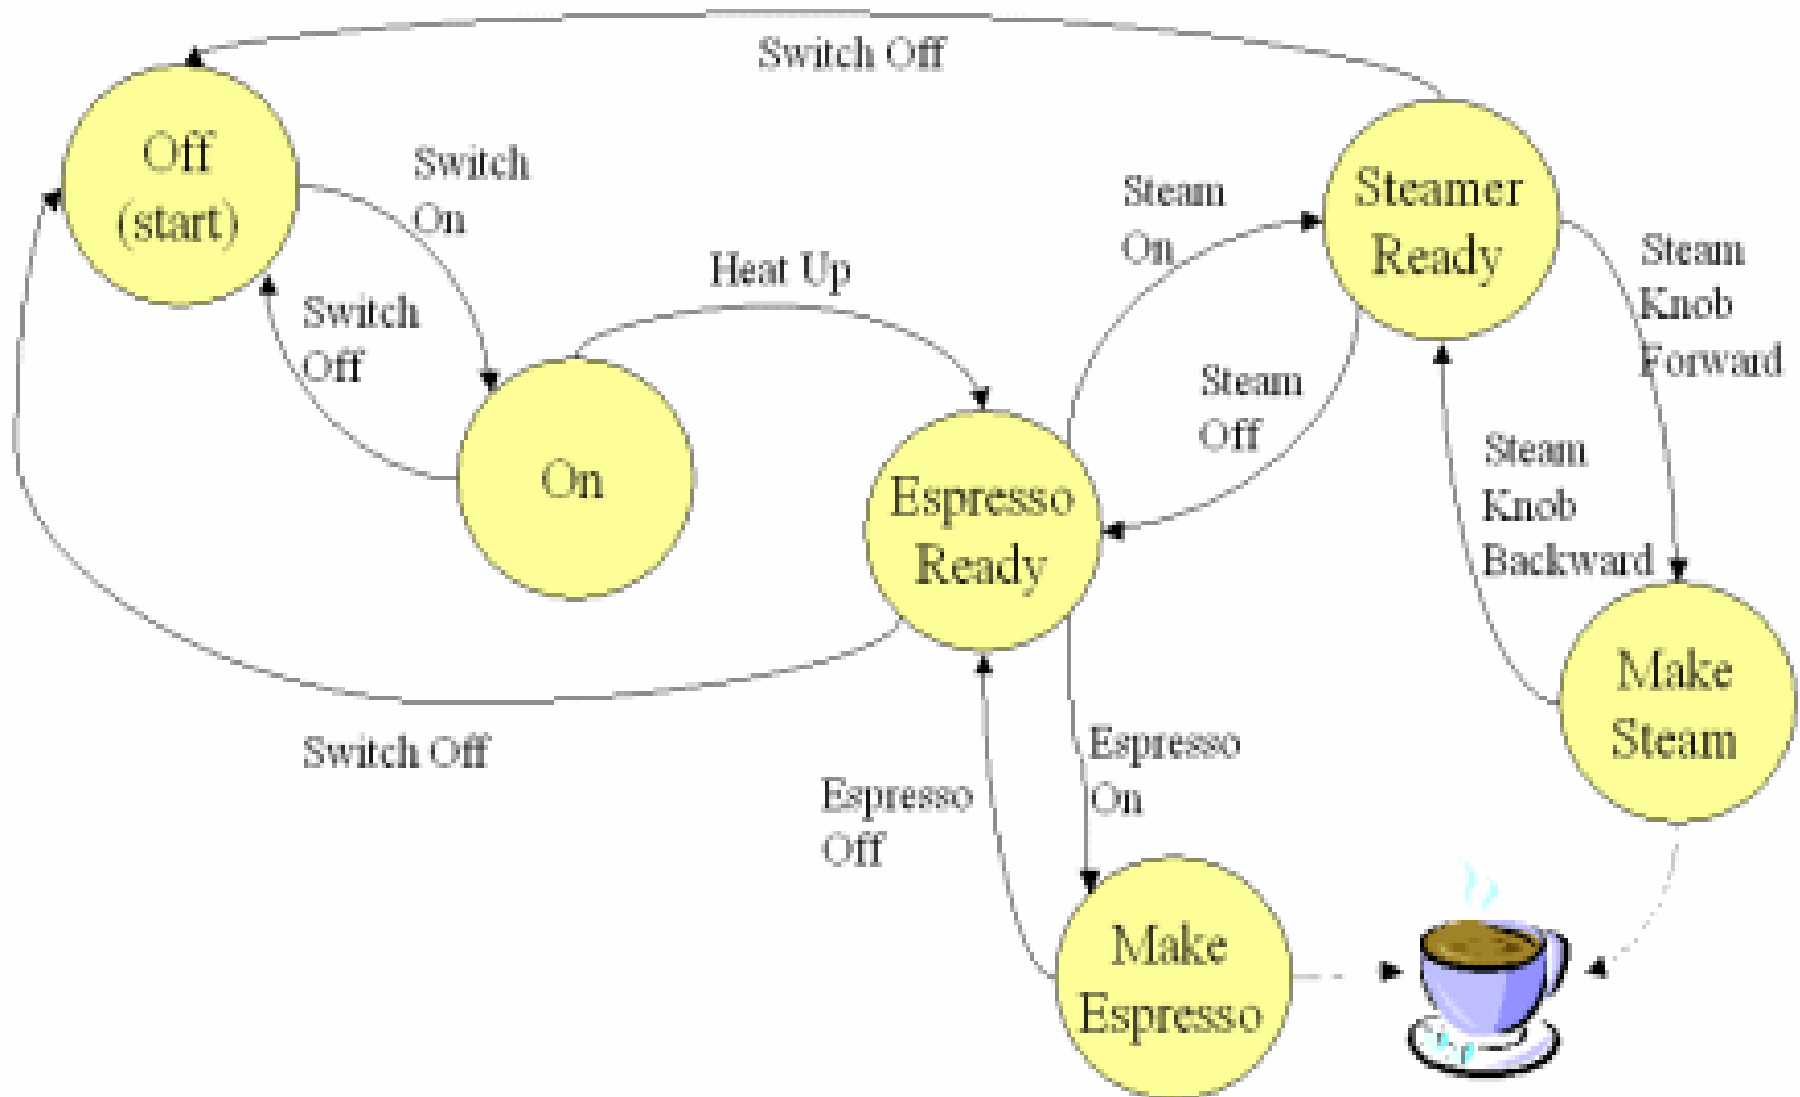 Switch Off
Off
(start)
Switch
On
Switch
Off
Heat Up
On
Steam
On
Steamer
Ready
Steam
Knob
Forward
Steam
Off
Steam
Knob
Backward
Espresso
Ready
Make
Steam
Switch Off
Espresso
On
Espresso
Off
Make
Espresso